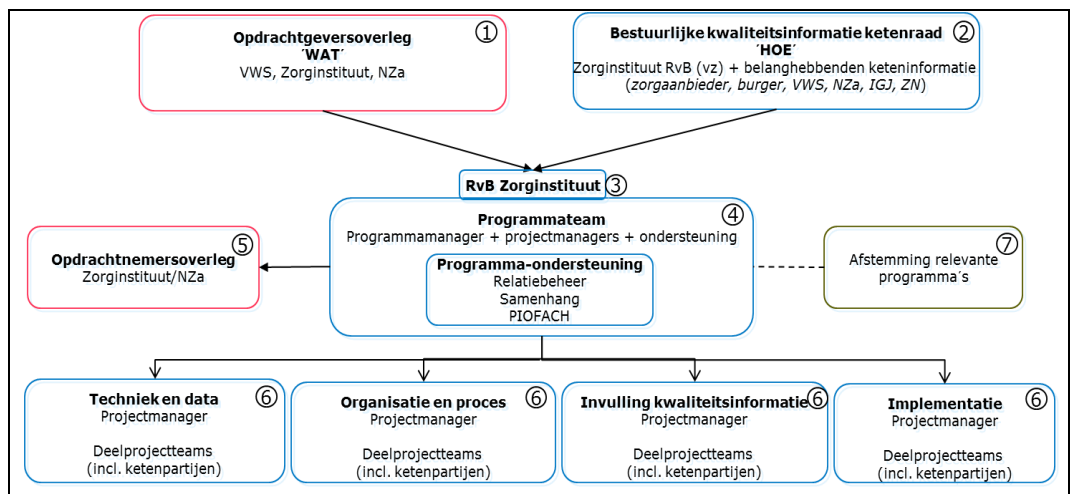 Opdrachtgeversoverleg
´WAT´
VWS, Zorginstituut, NZa
①
Bestuurlijke kwaliteitsinformatie ketenraad
´HOE´
Zorginstituut RvB (vz) + belanghebbenden keteninformatie
(zorgaanbieder, burger, VWS, NZa, IGJ, ZN)
②
RvB Zorginstituut
③
Programmateam
Programmamanager + projectmanagers + ondersteuning
④
Programma-ondersteuning
Relatiebeheer
Samenhang
PIOFACH
Opdrachtnemersoverleg
Zorginstituut/NZa
⑤
Afstemming relevante
programma´s
⑦
Techniek en data
Projectmanager
Deelprojectteams
(incl. ketenpartijen)
⑥
Organisatie en proces
Projectmanager
Deelprojectteams
(incl. ketenpartijen)
⑥
Invulling kwaliteitsinformatie
Projectmanager
Deelprojectteams
(incl. ketenpartijen)
⑥
Implementatie
Projectmanager
Deelprojectteams
(incl. ketenpartijen)
⑥